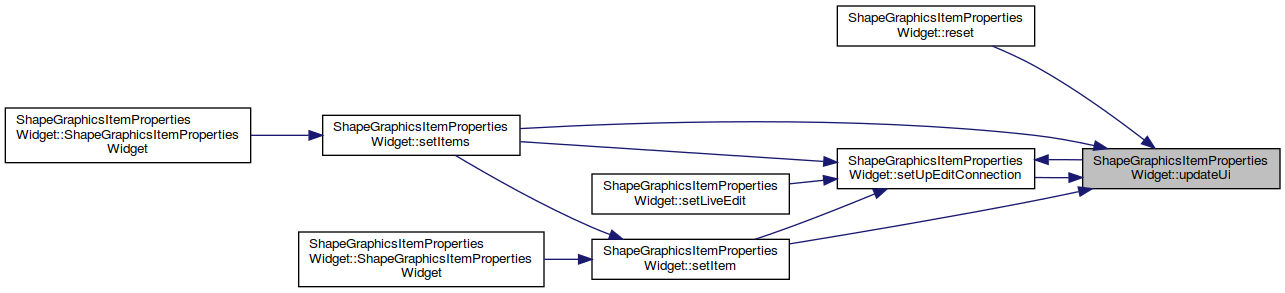 ShapeGraphicsItemProperties
Widget::reset
ShapeGraphicsItemProperties
Widget::ShapeGraphicsItemProperties
Widget
ShapeGraphicsItemProperties
Widget::setItems
ShapeGraphicsItemProperties
Widget::setUpEditConnection
ShapeGraphicsItemProperties
Widget::updateUi
ShapeGraphicsItemProperties
Widget::setLiveEdit
ShapeGraphicsItemProperties
Widget::ShapeGraphicsItemProperties
Widget
ShapeGraphicsItemProperties
Widget::setItem